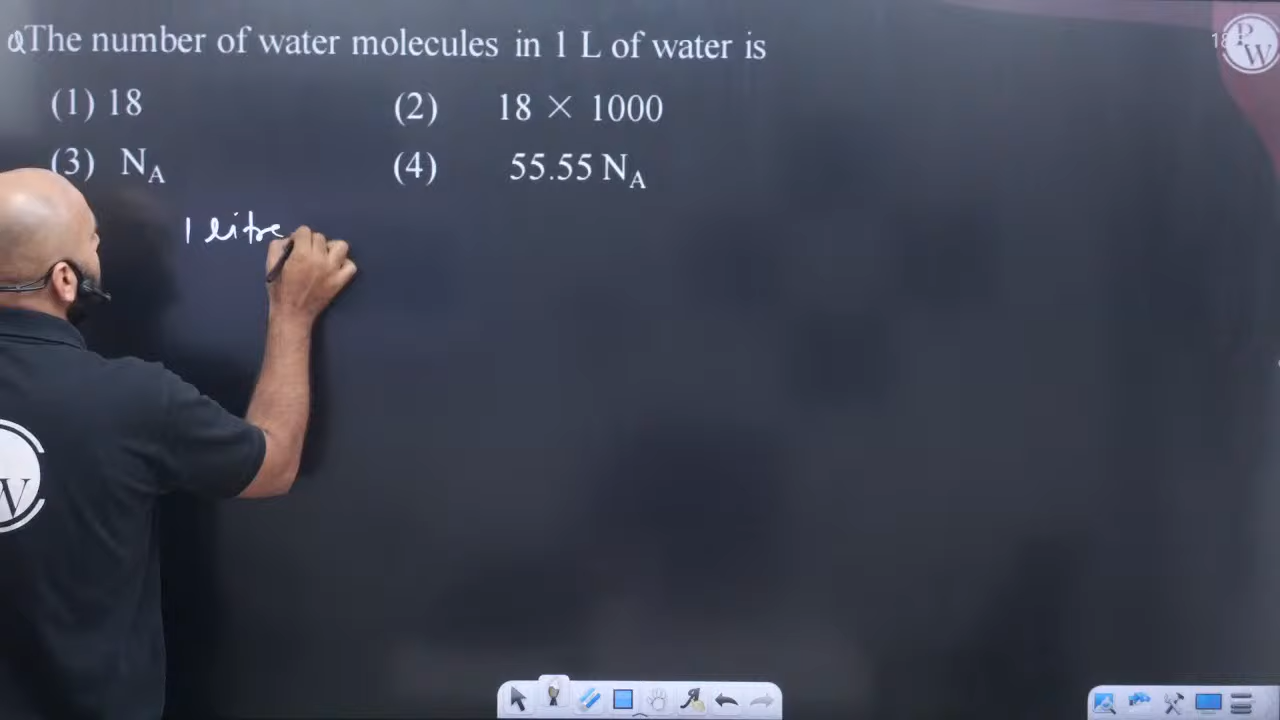 Q The number of water molecules in 1 L of water is
(1) 18 (2) 18 × 1000
(3) N_A (4) 55.55 N_A
1 litre
18
P
W
W